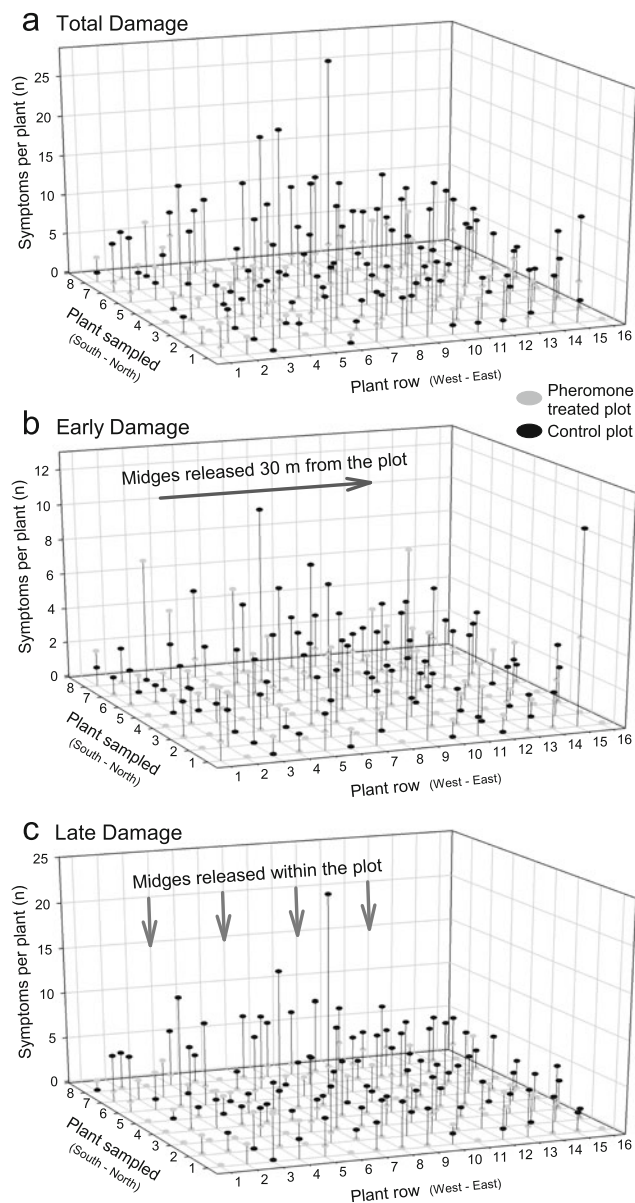 a Total Damage
Symptoms per plant (n)
25
20
15
10
5
0
8
7
6
5
4
3
2
1
Plant sampled
(South - North)
1 2 3 4 5 6 7 8 9 10 11 12 13 14 15 16
Plant row (West - East)
Pheromone
treated plot
Control plot
b Early Damage
Midges released 30 m from the plot
Symptoms per plant (n)
12
10
8
6
4
2
0
8
7
6
5
4
3
2
1
Plant sampled
(South - North)
1 2 3 4 5 6 7 8 9 10 11 12 13 14 15 16
Plant row (West - East)
c Late Damage
Midges released within the plot
Symptoms per plant (n)
25
20
15
10
5
0
8
7
6
5
4
3
2
1
Plant sampled
(South - North)
1 2 3 4 5 6 7 8 9 10 11 12 13 14 15 16
Plant row (West - East)